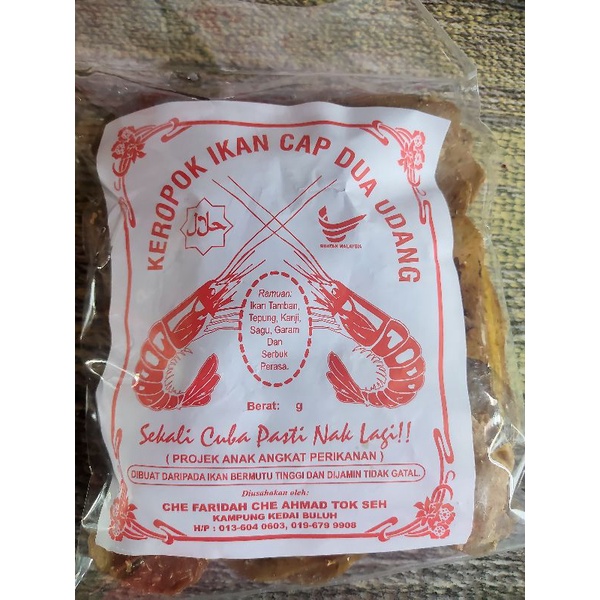 KEROPOK IKAN CAP DUA UDANG
حلال
BUATAN MALAYSIA
Ramuan:
Ikan Tamban,
Tepung, Kanji,
Sagu, Garam
Dan
Serbuk
Perasa.
Berat: g
Sekali Cuba Pasti Nak Lagi!!
( PROJEK ANAK ANGKAT PERIKANAN )
DIBUAT DARIPADA IKAN BERMUTU TINGGI DAN DIJAMIN TIDAK GATAL.
Diusahakan oleh:
CHE FARIDAH CHE AHMAD TOK SEH
KAMPUNG KEDAI BULUH
H/P : 013-604 0603, 019-679 9908